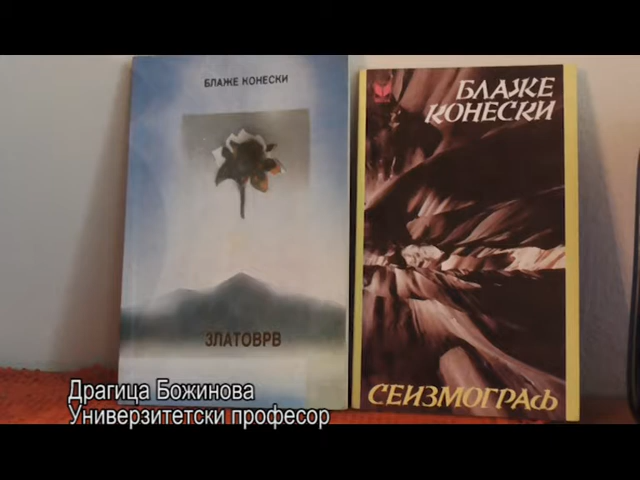 БЛАЖЕ КОНЕСКИ
ЗЛАТОВРВ
БЛАЖЕ
КОНЕСКИ
СЕИЗМОГРАФ
Драгица Божинова
Универзитетски професор